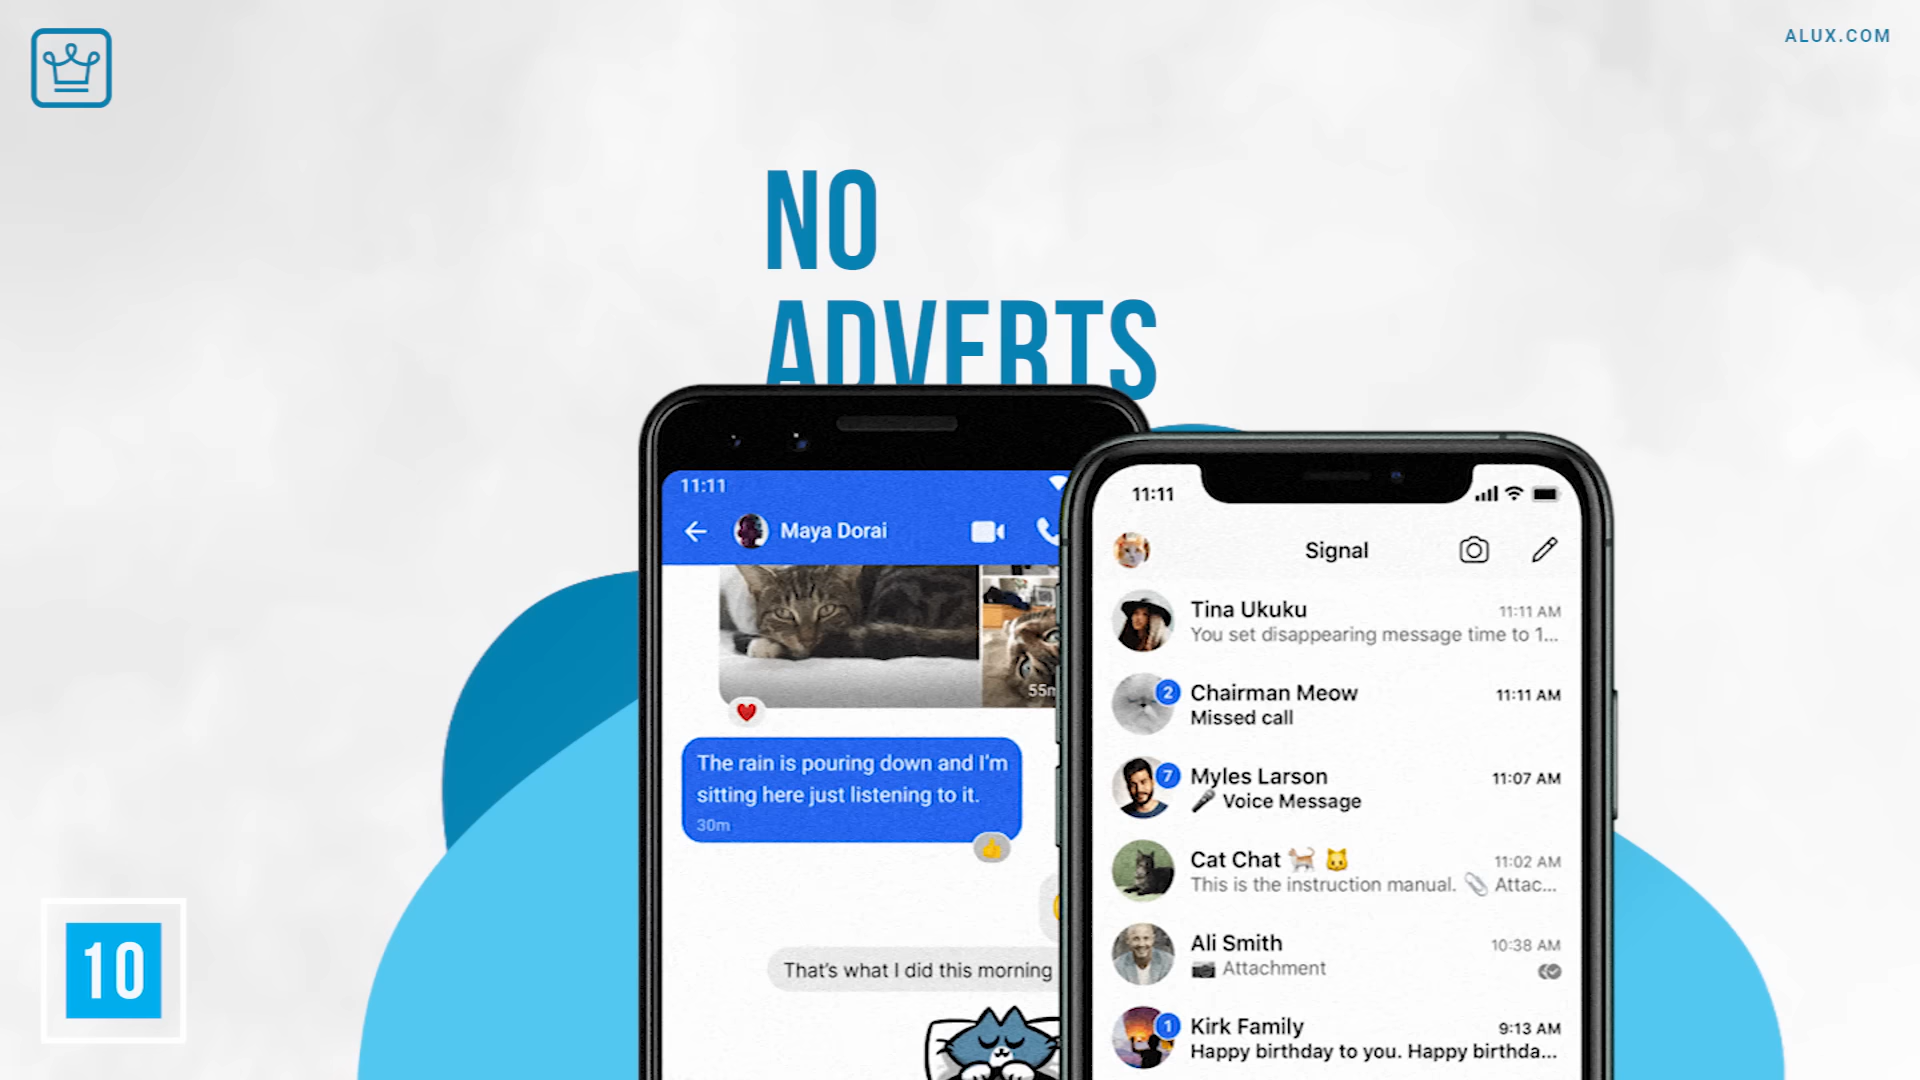 ALUX.COM
NO
ADVERTS
11:11
Maya Dorai
55m
The rain is pouring down and I'm
sitting here just listening to it.
30m
That's what I did this morning
11:11
Signal
Tina Ukuku
11:11 AM
You set disappearing message time to 1...
2
Chairman Meow
11:11 AM
Missed call
7
Myles Larson
11:07 AM
🎤 Voice Message
Cat Chat 🐈 🐱
11:02 AM
This is the instruction manual. 📎 Attac...
Ali Smith
10:38 AM
📷 Attachment
1
Kirk Family
9:13 AM
Happy birthday to you. Happy birthda...
10